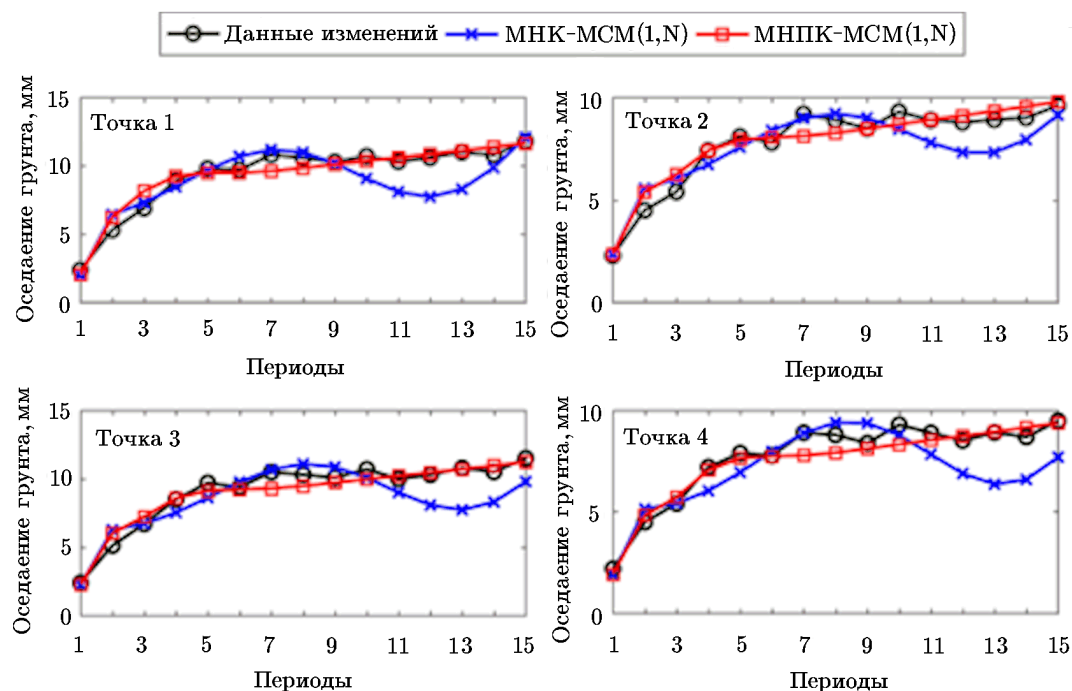 Данные изменений МНК-МСМ(1,N) МНПК-МСМ(1,N)
Точка 1
Оседаение грунта, мм
15
10
5
0
1 3 5 7 9 11 13 15
Периоды
Точка 2
Оседаение грунта, мм
10
5
0
1 3 5 7 9 11 13 15
Периоды
Точка 3
Оседаение грунта, мм
15
10
5
0
1 3 5 7 9 11 13 15
Периоды
Точка 4
Оседаение грунта, мм
10
5
0
1 3 5 7 9 11 13 15
Периоды